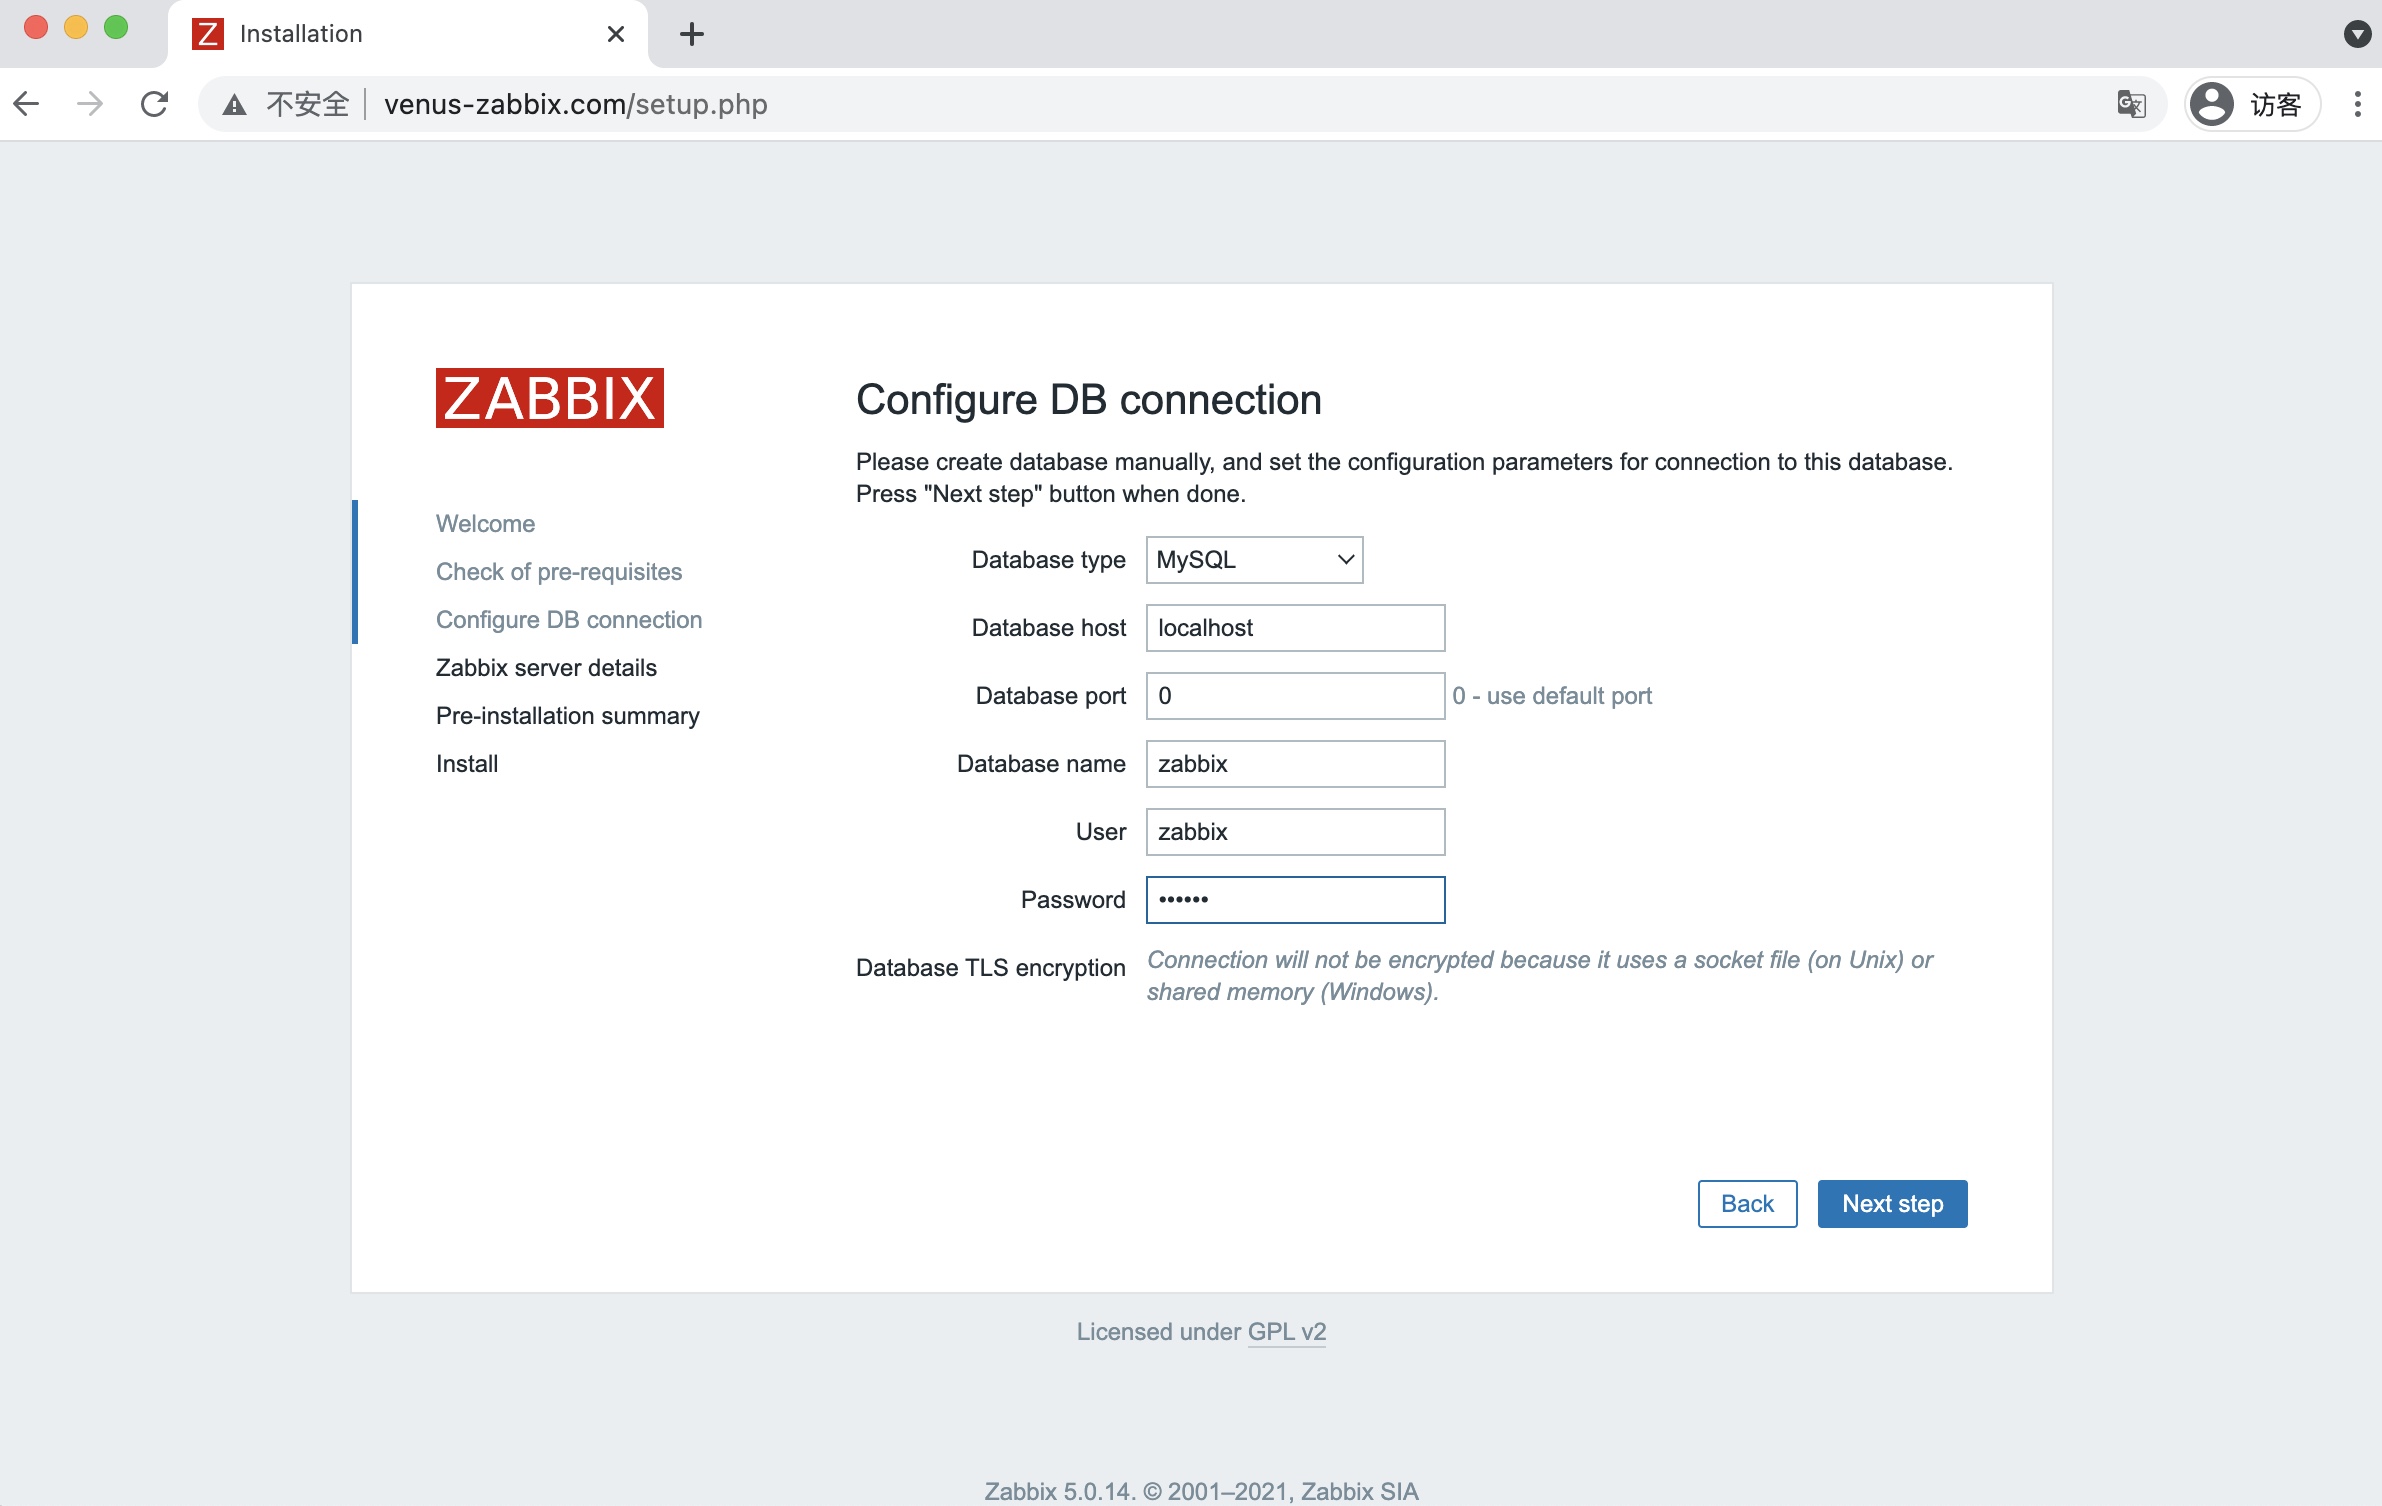 Installation
不安全 venus-zabbix.com/setup.php 访客
ZABBIX
Welcome
Check of pre-requisites
Configure DB connection
Zabbix server details
Pre-installation summary
Install
Configure DB connection
Please create database manually, and set the configuration parameters for connection to this database.
Press "Next step" button when done.
Database type MySQL
Database host localhost
Database port 0 0 - use default port
Database name zabbix
User zabbix
Password ••••••
Database TLS encryption Connection will not be encrypted because it uses a socket file (on Unix) or
shared memory (Windows).
Back Next step
Licensed under GPL v2
Zabbix 5.0.14. © 2001–2021, Zabbix SIA